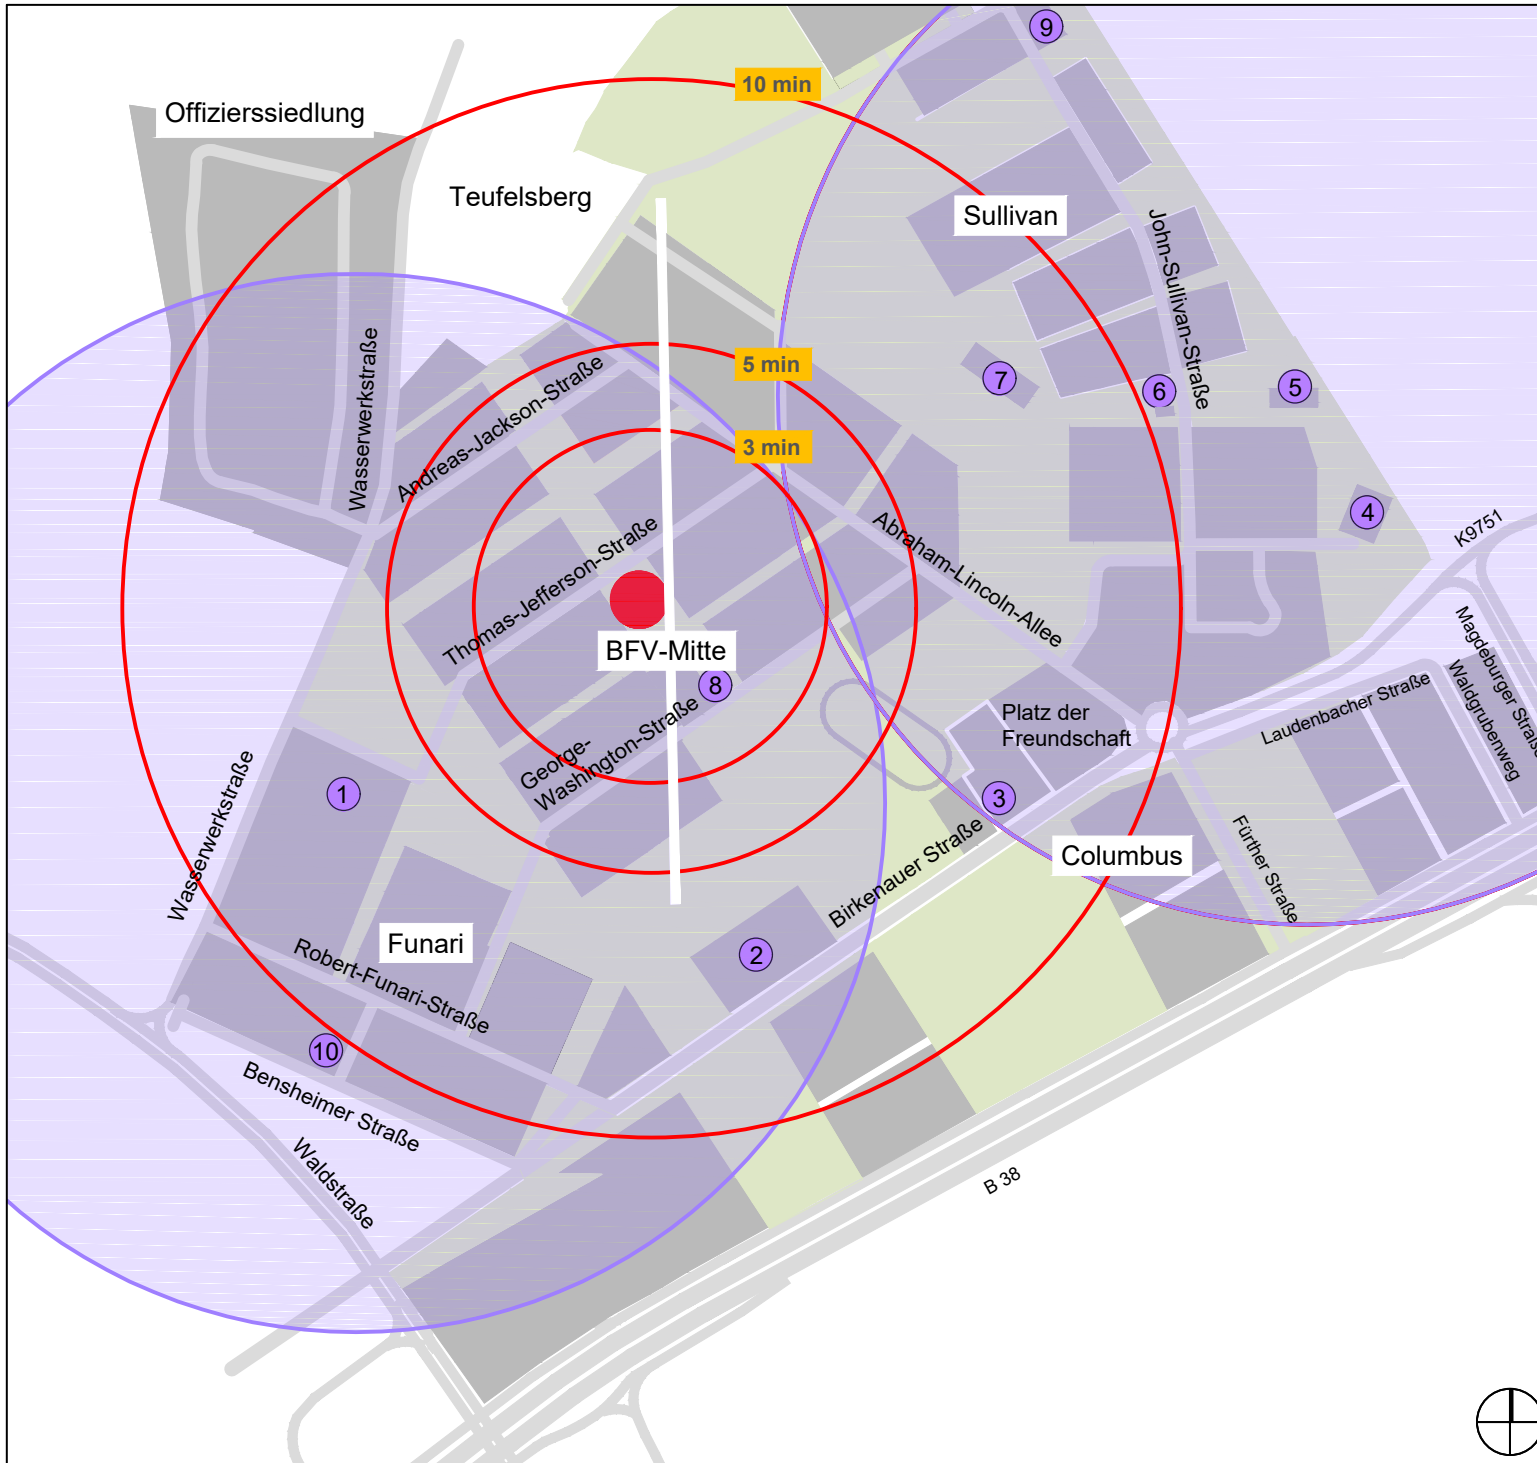 9
10 min
Offizierssiedlung
Teufelsberg
Sullivan
John-Sullivan-Straße
Wasserwerkstraße
Andreas-Jackson-Straße
5 min
7
6
5
3 min
4
K9751
Abraham-Lincoln-Allee
Thomas-Jefferson-Straße
BFV-Mitte
8
George-
Washington-Straße
Magdeburger Straße
Waldgrubenweg
Laudenbacher Straße
Platz der
Freundschaft
1
3
Wasserwerkstraße
Birkenauer Straße
Columbus
Fürther Straße
Funari
2
Robert-Funari-Straße
10
Bensheimer Straße
Waldstraße
B 38